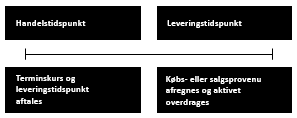 Handelstidspunkt
Leveringstidspunkt
Terminskurs og
leveringstidspunkt
aftales
Købs- eller salgsprovenu
afregnes og aktivet
overdrages